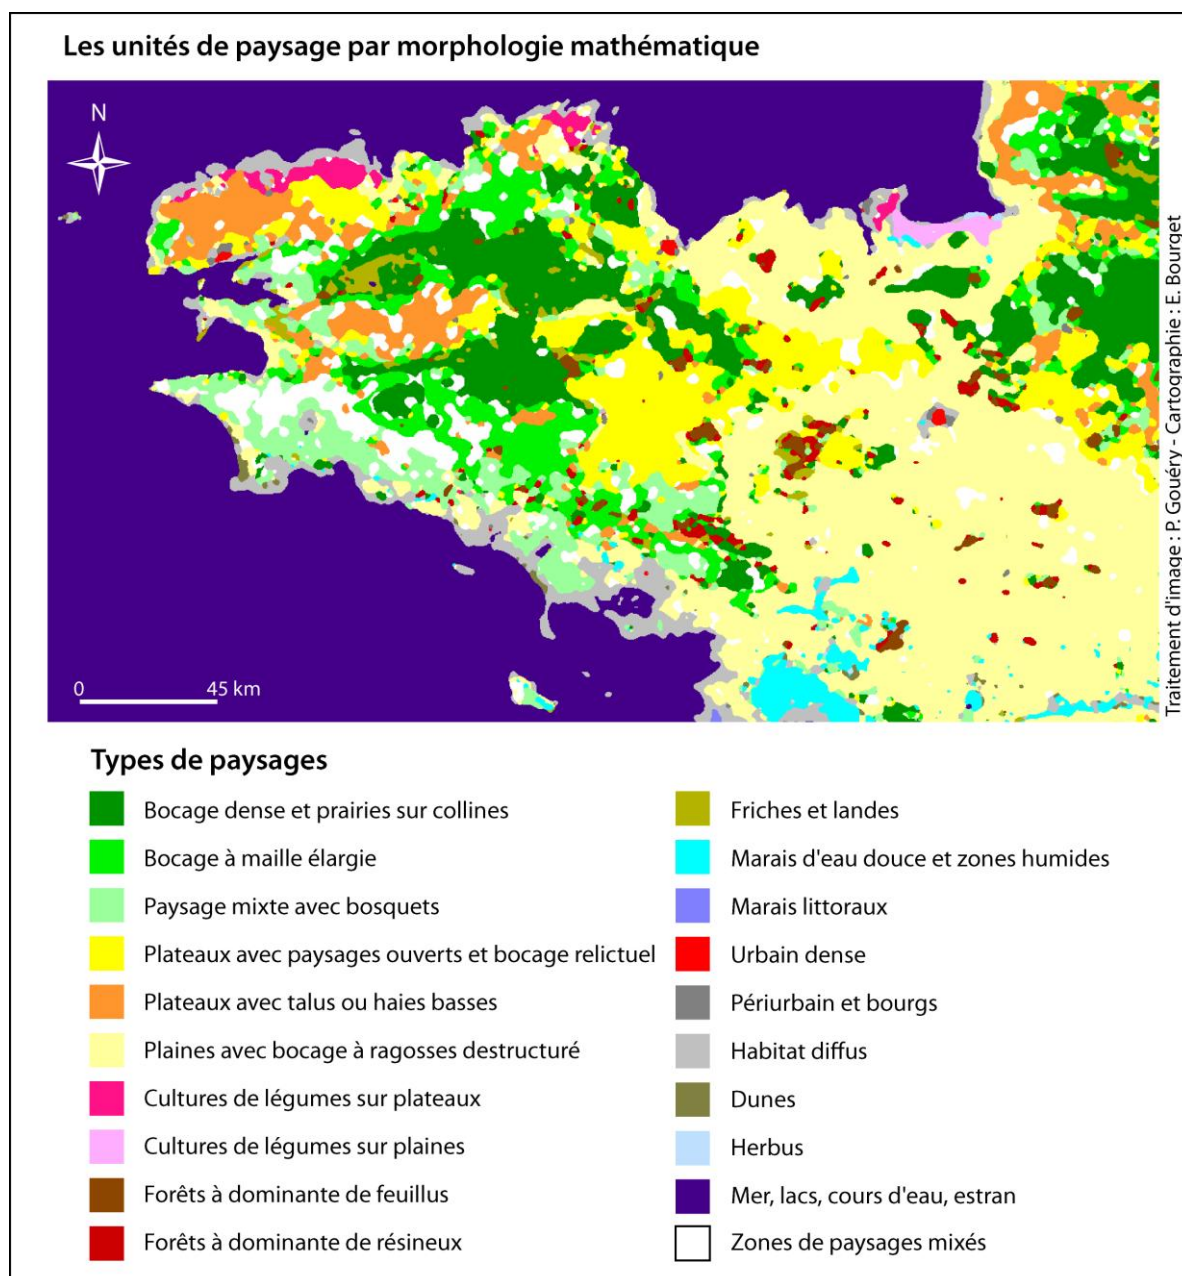 Les unités de paysage par morphologie mathématique
N
0 45 km
Traitement d'image : P. Gouéry - Cartographie : E. Bourget
Types de paysages
Bocage dense et prairies sur collines
Bocage à maille élargie
Paysage mixte avec bosquets
Plateaux avec paysages ouverts et bocage relictuel
Plateaux avec talus ou haies basses
Plaines avec bocage à ragosses destructuré
Cultures de légumes sur plateaux
Cultures de légumes sur plaines
Forêts à dominante de feuillus
Forêts à dominante de résineux
Friches et landes
Marais d'eau douce et zones humides
Marais littoraux
Urbain dense
Périurbain et bourgs
Habitat diffus
Dunes
Herbus
Mer, lacs, cours d'eau, estran
Zones de paysages mixés